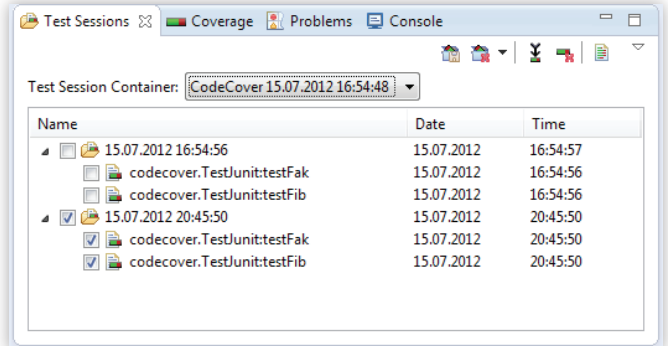 Test Sessions Coverage Problems Console
Test Session Container: CodeCover 15.07.2012 16:54:48
Name Date Time
15.07.2012 16:54:56 15.07.2012 16:54:57
codecover.TestJunit:testFak 15.07.2012 16:54:56
codecover.TestJunit:testFib 15.07.2012 16:54:56
15.07.2012 20:45:50 15.07.2012 20:45:50
codecover.TestJunit:testFak 15.07.2012 20:45:50
codecover.TestJunit:testFib 15.07.2012 20:45:50